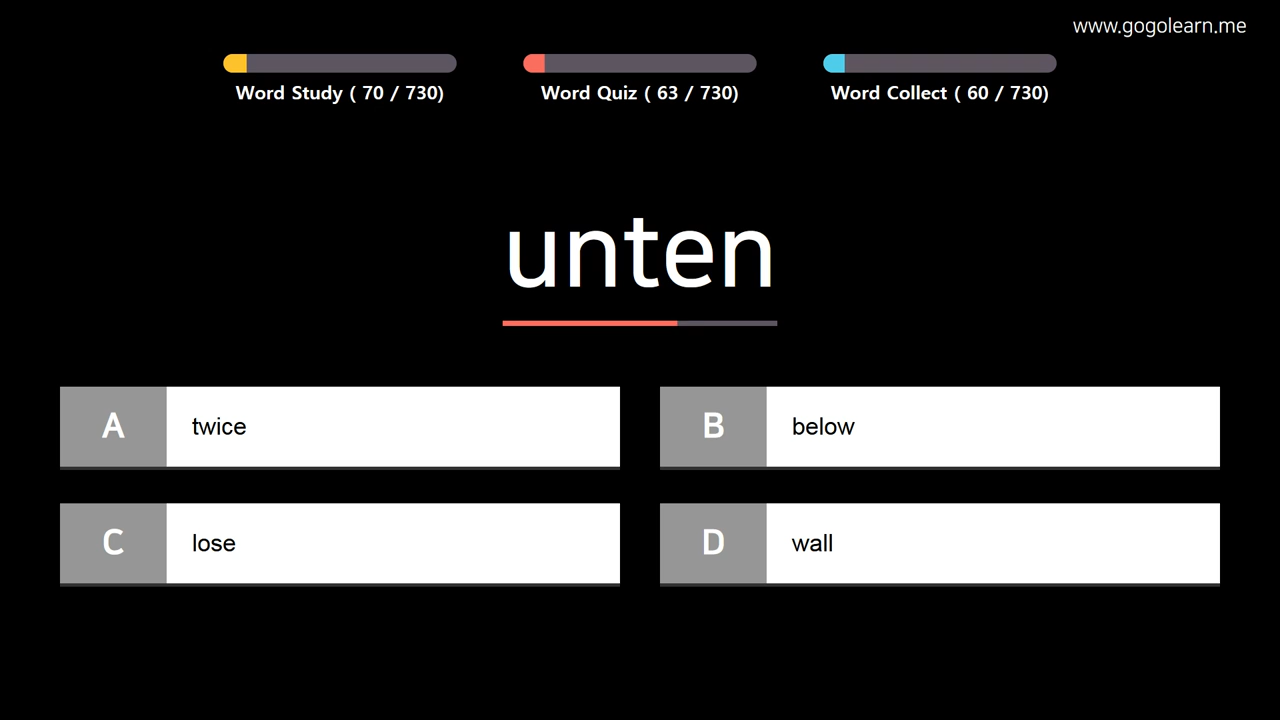 www.gogolearn.me
Word Study ( 70 / 730)
Word Quiz ( 63 / 730)
Word Collect ( 60 / 730)
unten
A twice
B below
C lose
D wall